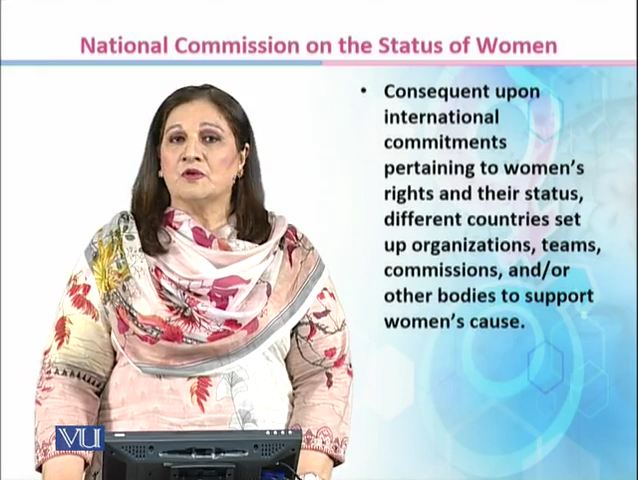 National Commission on the Status of Women
• Consequent upon
international
commitments
pertaining to women's
rights and their status,
different countries set
up organizations, teams,
commissions, and/or
other bodies to support
women's cause.
VU